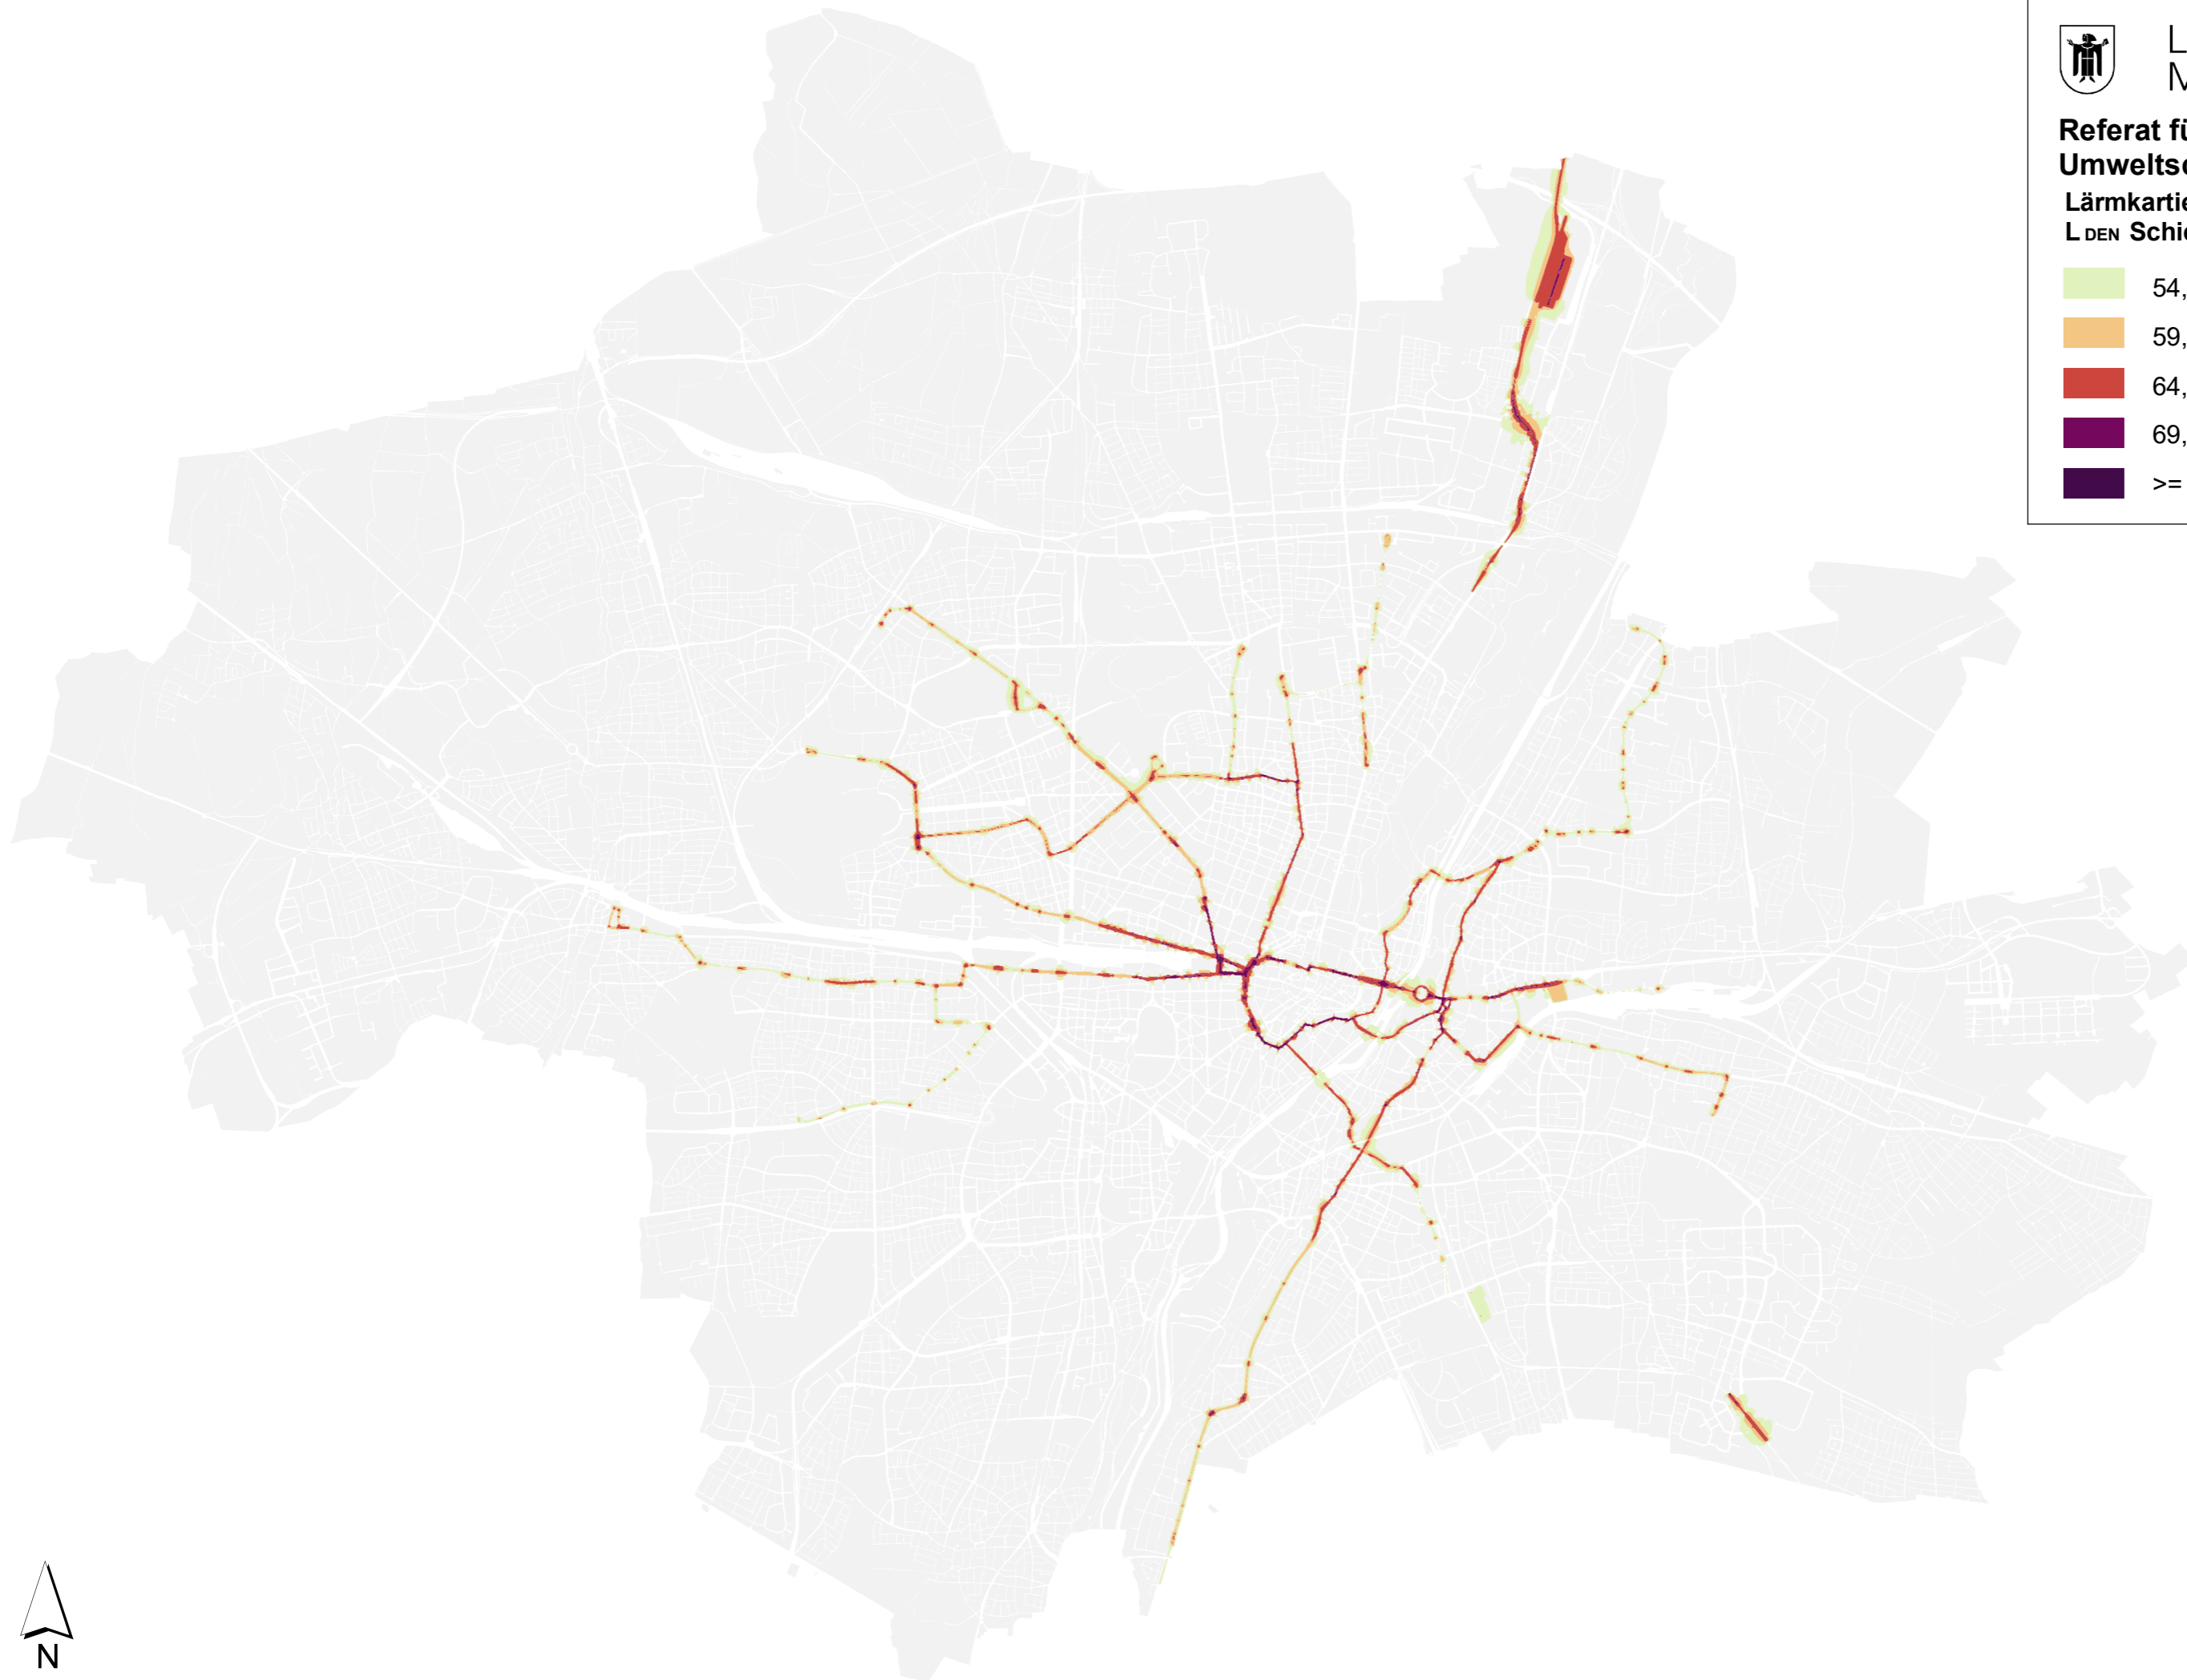 L
M
Referat fü
Umweltsc
Lärmkartie
L DEN Schie
54,
59,
64,
69,
>=
N